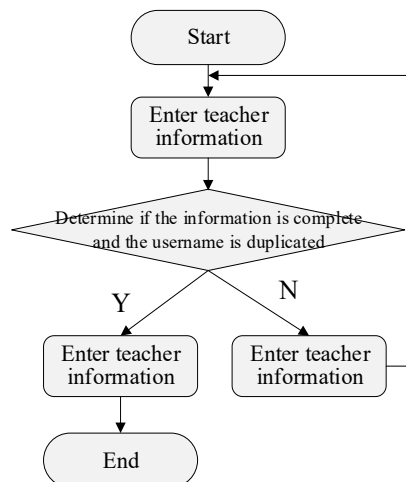 Start
Enter teacher
information
Determine if the information is complete
and the username is duplicated
Y
N
Enter teacher
information
Enter teacher
information
End